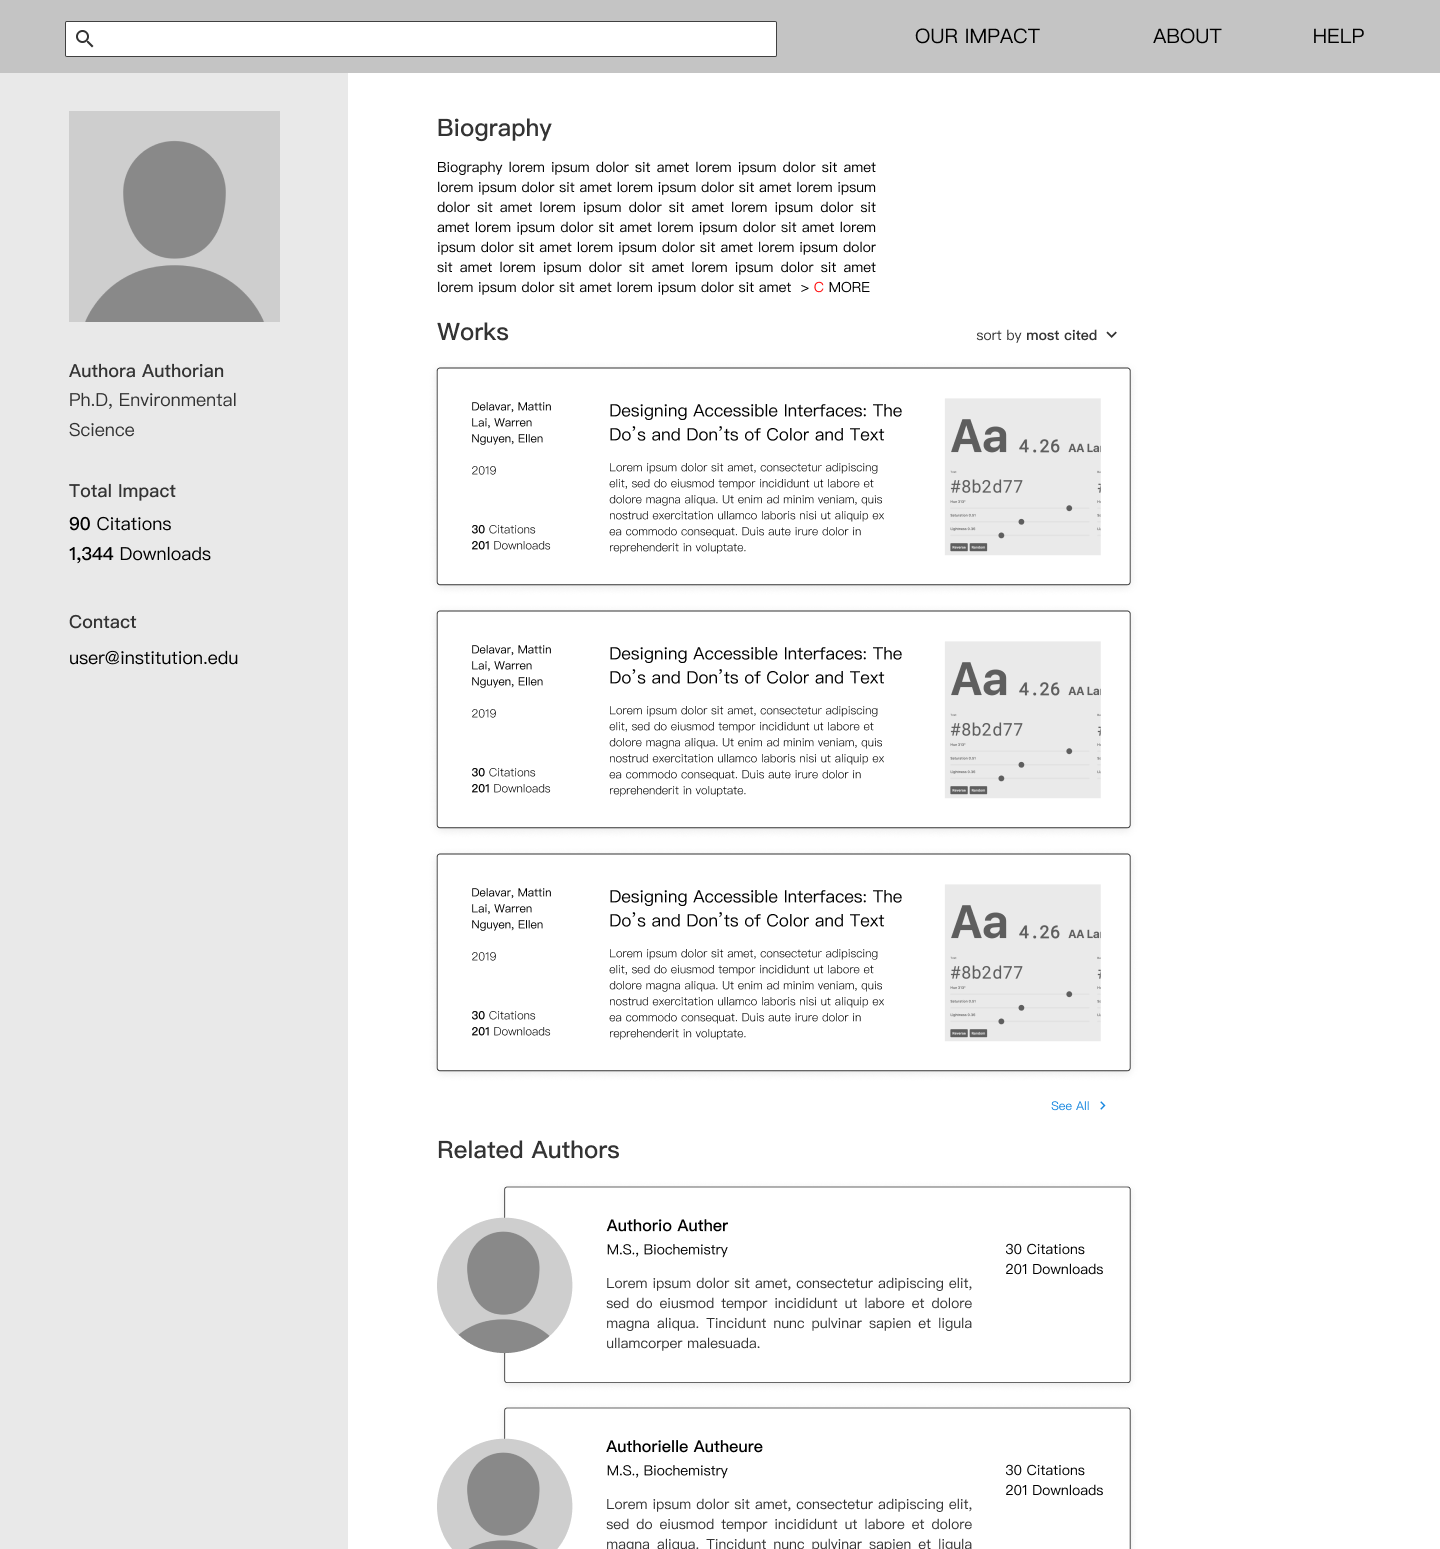 OUR IMPACT
ABOUT
HELP
Authora Authorian
Ph.D, Environmental
Science
Total Impact
90 Citations
1,344 Downloads
Contact
user@institution.edu
Biography
Biography lorem ipsum dolor sit amet lorem ipsum dolor sit amet
lorem ipsum dolor sit amet lorem ipsum dolor sit amet lorem ipsum
dolor sit amet lorem ipsum dolor sit amet lorem ipsum dolor sit
amet lorem ipsum dolor sit amet lorem ipsum dolor sit amet lorem
ipsum dolor sit amet lorem ipsum dolor sit amet lorem ipsum dolor
sit amet lorem ipsum dolor sit amet lorem ipsum dolor sit amet
lorem ipsum dolor sit amet lorem ipsum dolor sit amet > C MORE
Works
sort by most cited
Delavar, Mattin
Lai, Warren
Nguyen, Ellen
2019
30 Citations
201 Downloads
Designing Accessible Interfaces: The
Do’s and Don’ts of Color and Text
Lorem ipsum dolor sit amet, consectetur adipiscing
elit, sed do eiusmod tempor incididunt ut labore et
dolore magna aliqua. Ut enim ad minim veniam, quis
nostrud exercitation ullamco laboris nisi ut aliquip ex
ea commodo consequat. Duis aute irure dolor in
reprehenderit in voluptate.
Aa 4.26 AA Lar
#8b2d77
Delavar, Mattin
Lai, Warren
Nguyen, Ellen
2019
30 Citations
201 Downloads
Designing Accessible Interfaces: The
Do’s and Don’ts of Color and Text
Lorem ipsum dolor sit amet, consectetur adipiscing
elit, sed do eiusmod tempor incididunt ut labore et
dolore magna aliqua. Ut enim ad minim veniam, quis
nostrud exercitation ullamco laboris nisi ut aliquip ex
ea commodo consequat. Duis aute irure dolor in
reprehenderit in voluptate.
Aa 4.26 AA Lar
#8b2d77
Delavar, Mattin
Lai, Warren
Nguyen, Ellen
2019
30 Citations
201 Downloads
Designing Accessible Interfaces: The
Do’s and Don’ts of Color and Text
Lorem ipsum dolor sit amet, consectetur adipiscing
elit, sed do eiusmod tempor incididunt ut labore et
dolore magna aliqua. Ut enim ad minim veniam, quis
nostrud exercitation ullamco laboris nisi ut aliquip ex
ea commodo consequat. Duis aute irure dolor in
reprehenderit in voluptate.
Aa 4.26 AA Lar
#8b2d77
See All
Related Authors
Authorio Auther
M.S., Biochemistry
Lorem ipsum dolor sit amet, consectetur adipiscing elit,
sed do eiusmod tempor incididunt ut labore et dolore
magna aliqua. Tincidunt nunc pulvinar sapien et ligula
ullamcorper malesuada.
30 Citations
201 Downloads
Authorielle Autheure
M.S., Biochemistry
Lorem ipsum dolor sit amet, consectetur adipiscing elit,
sed do eiusmod tempor incididunt ut labore et dolore
magna aliqua. Tincidunt nunc pulvinar sapien et ligula
30 Citations
201 Downloads